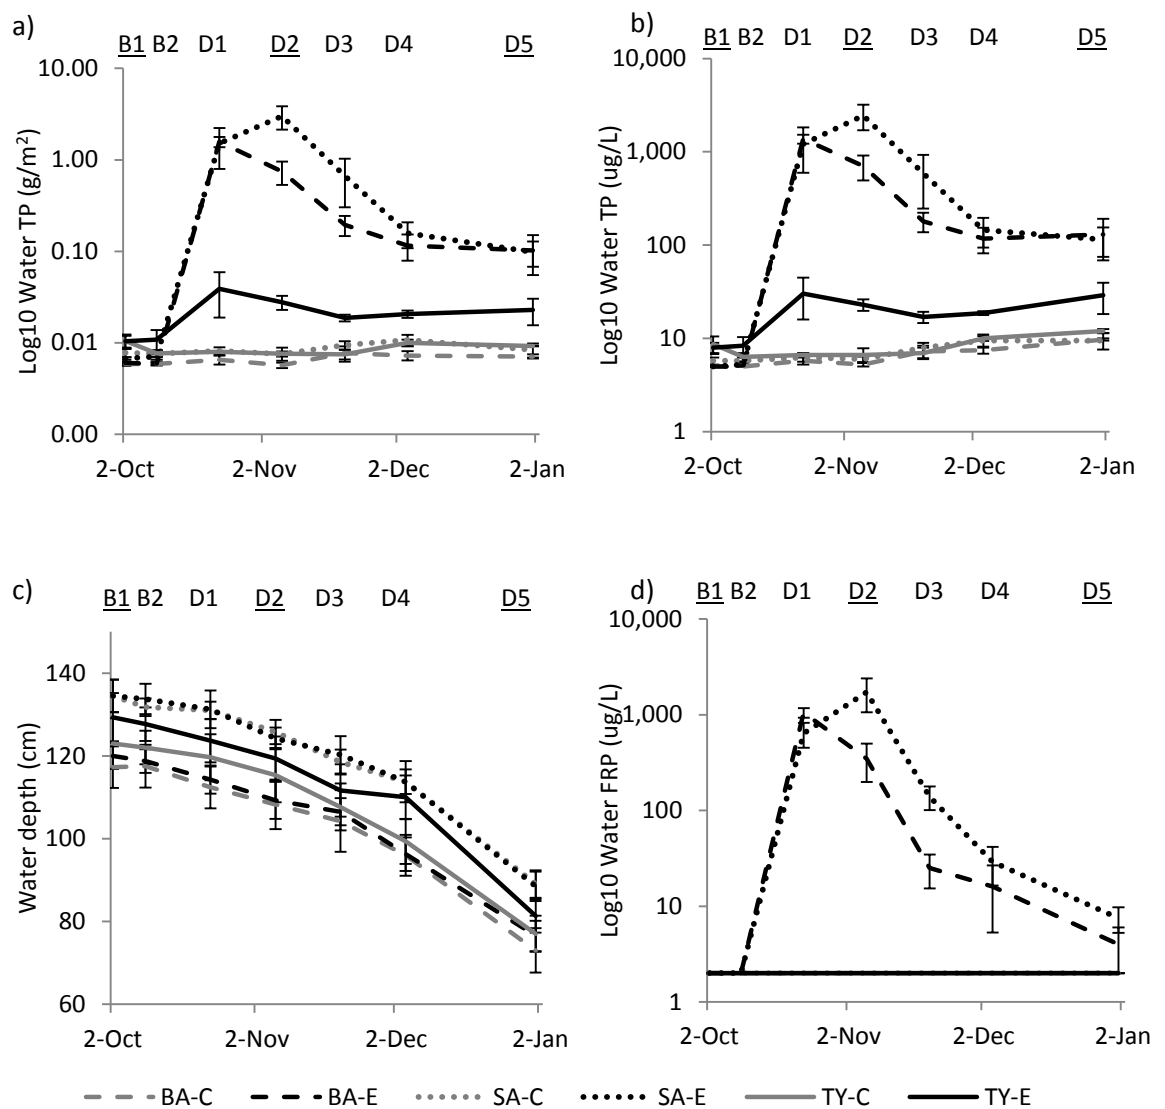 a)
B1 B2 D1 D2 D3 D4 D5
10.00
1.00
0.10
0.01
0.00
Log10 Water TP (g/m2)
2-Oct 2-Nov 2-Dec 2-Jan
b)
B1 B2 D1 D2 D3 D4 D5
10,000
1,000
100
10
1
Log10 Water TP (ug/L)
2-Oct 2-Nov 2-Dec 2-Jan
c)
B1 B2 D1 D2 D3 D4 D5
140
120
100
80
60
Water depth (cm)
2-Oct 2-Nov 2-Dec 2-Jan
d)
B1 B2 D1 D2 D3 D4 D5
10,000
1,000
100
10
1
Log10 Water FRP (ug/L)
2-Oct 2-Nov 2-Dec 2-Jan
BA-C BA-E SA-C SA-E TY-C TY-E